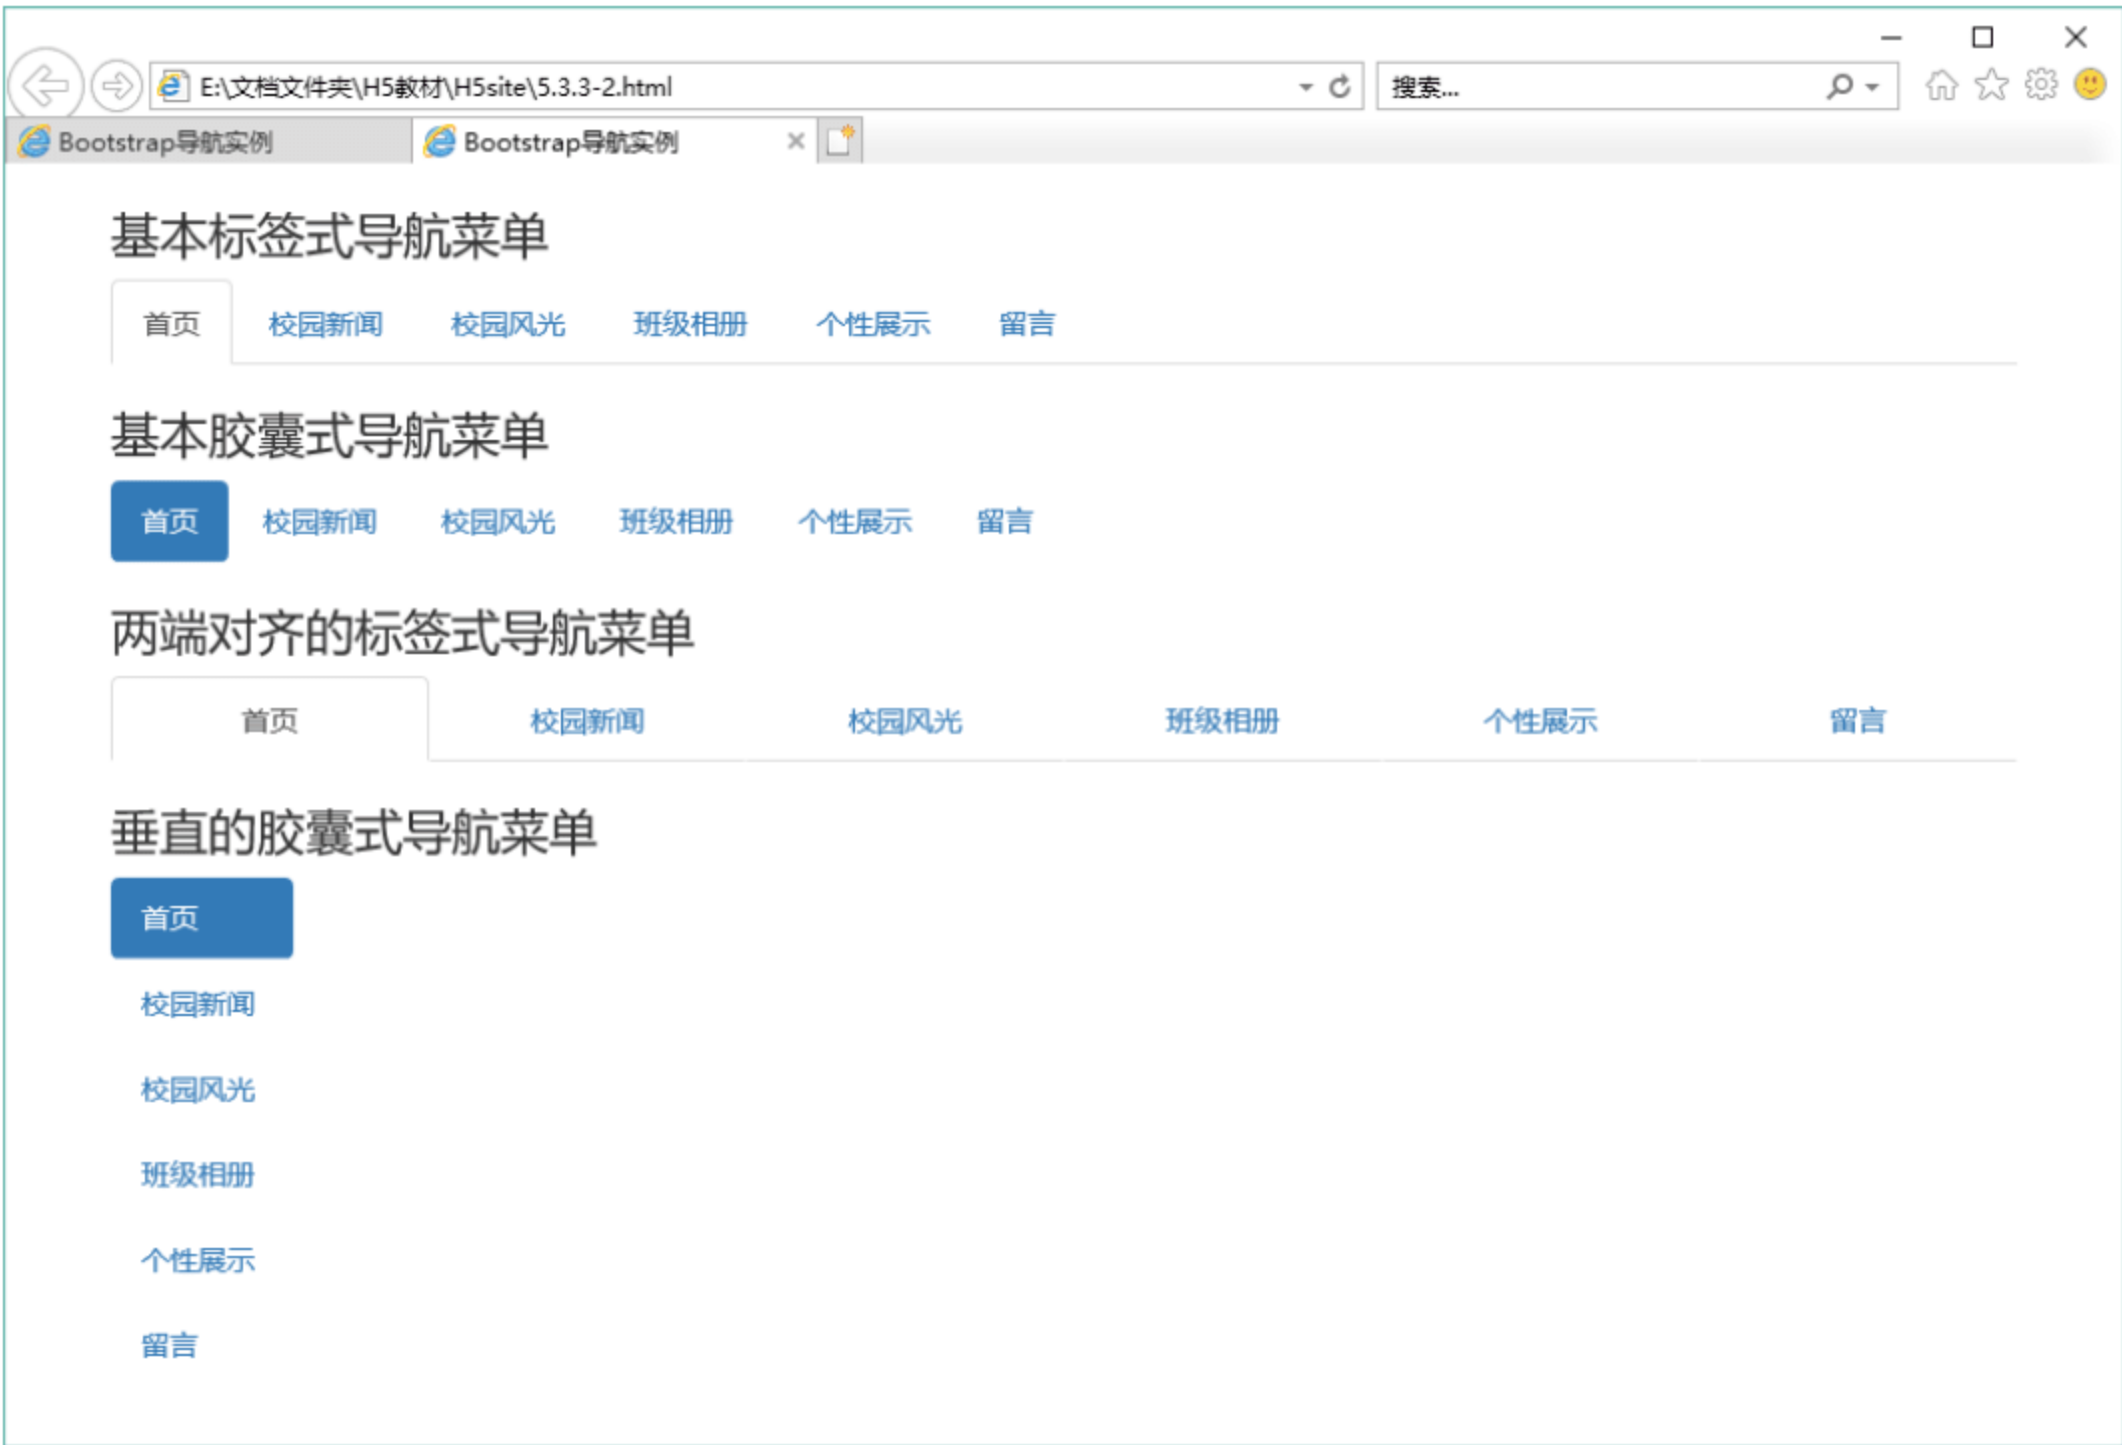 E:\文档文件夹\H5教材\H5site\5.3.3-2.html 搜索...
Bootstrap导航实例 Bootstrap导航实例
基本标签式导航菜单
首页 校园新闻 校园风光 班级相册 个性展示 留言
基本胶囊式导航菜单
首页 校园新闻 校园风光 班级相册 个性展示 留言
两端对齐的标签式导航菜单
首页 校园新闻 校园风光 班级相册 个性展示 留言
垂直的胶囊式导航菜单
首页
校园新闻
校园风光
班级相册
个性展示
留言